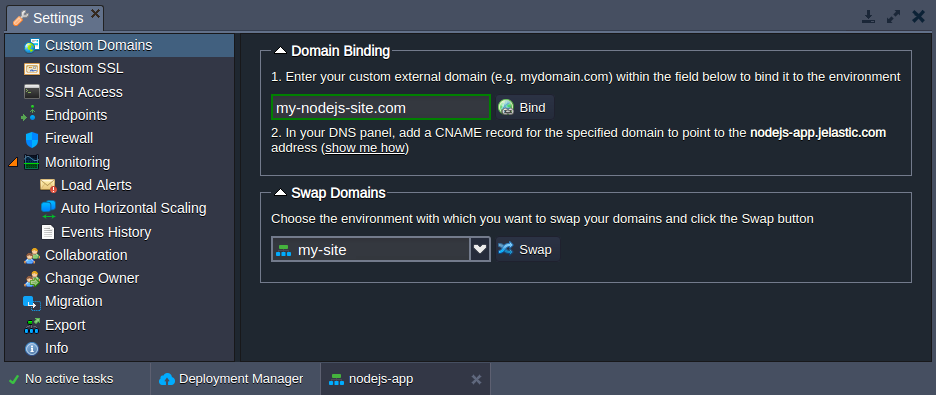 Settings
Custom Domains
Custom SSL
SSH Access
Endpoints
Firewall
Monitoring
Load Alerts
Auto Horizontal Scaling
Events History
Collaboration
Change Owner
Migration
Export
Info
Domain Binding
1. Enter your custom external domain (e.g. mydomain.com) within the field below to bind it to the environment
my-nodejs-site.com Bind
2. In your DNS panel, add a CNAME record for the specified domain to point to the nodejs-app.jelastic.com
address (show me how)
Swap Domains
Choose the environment with which you want to swap your domains and click the Swap button
my-site Swap
No active tasks Deployment Manager nodejs-app